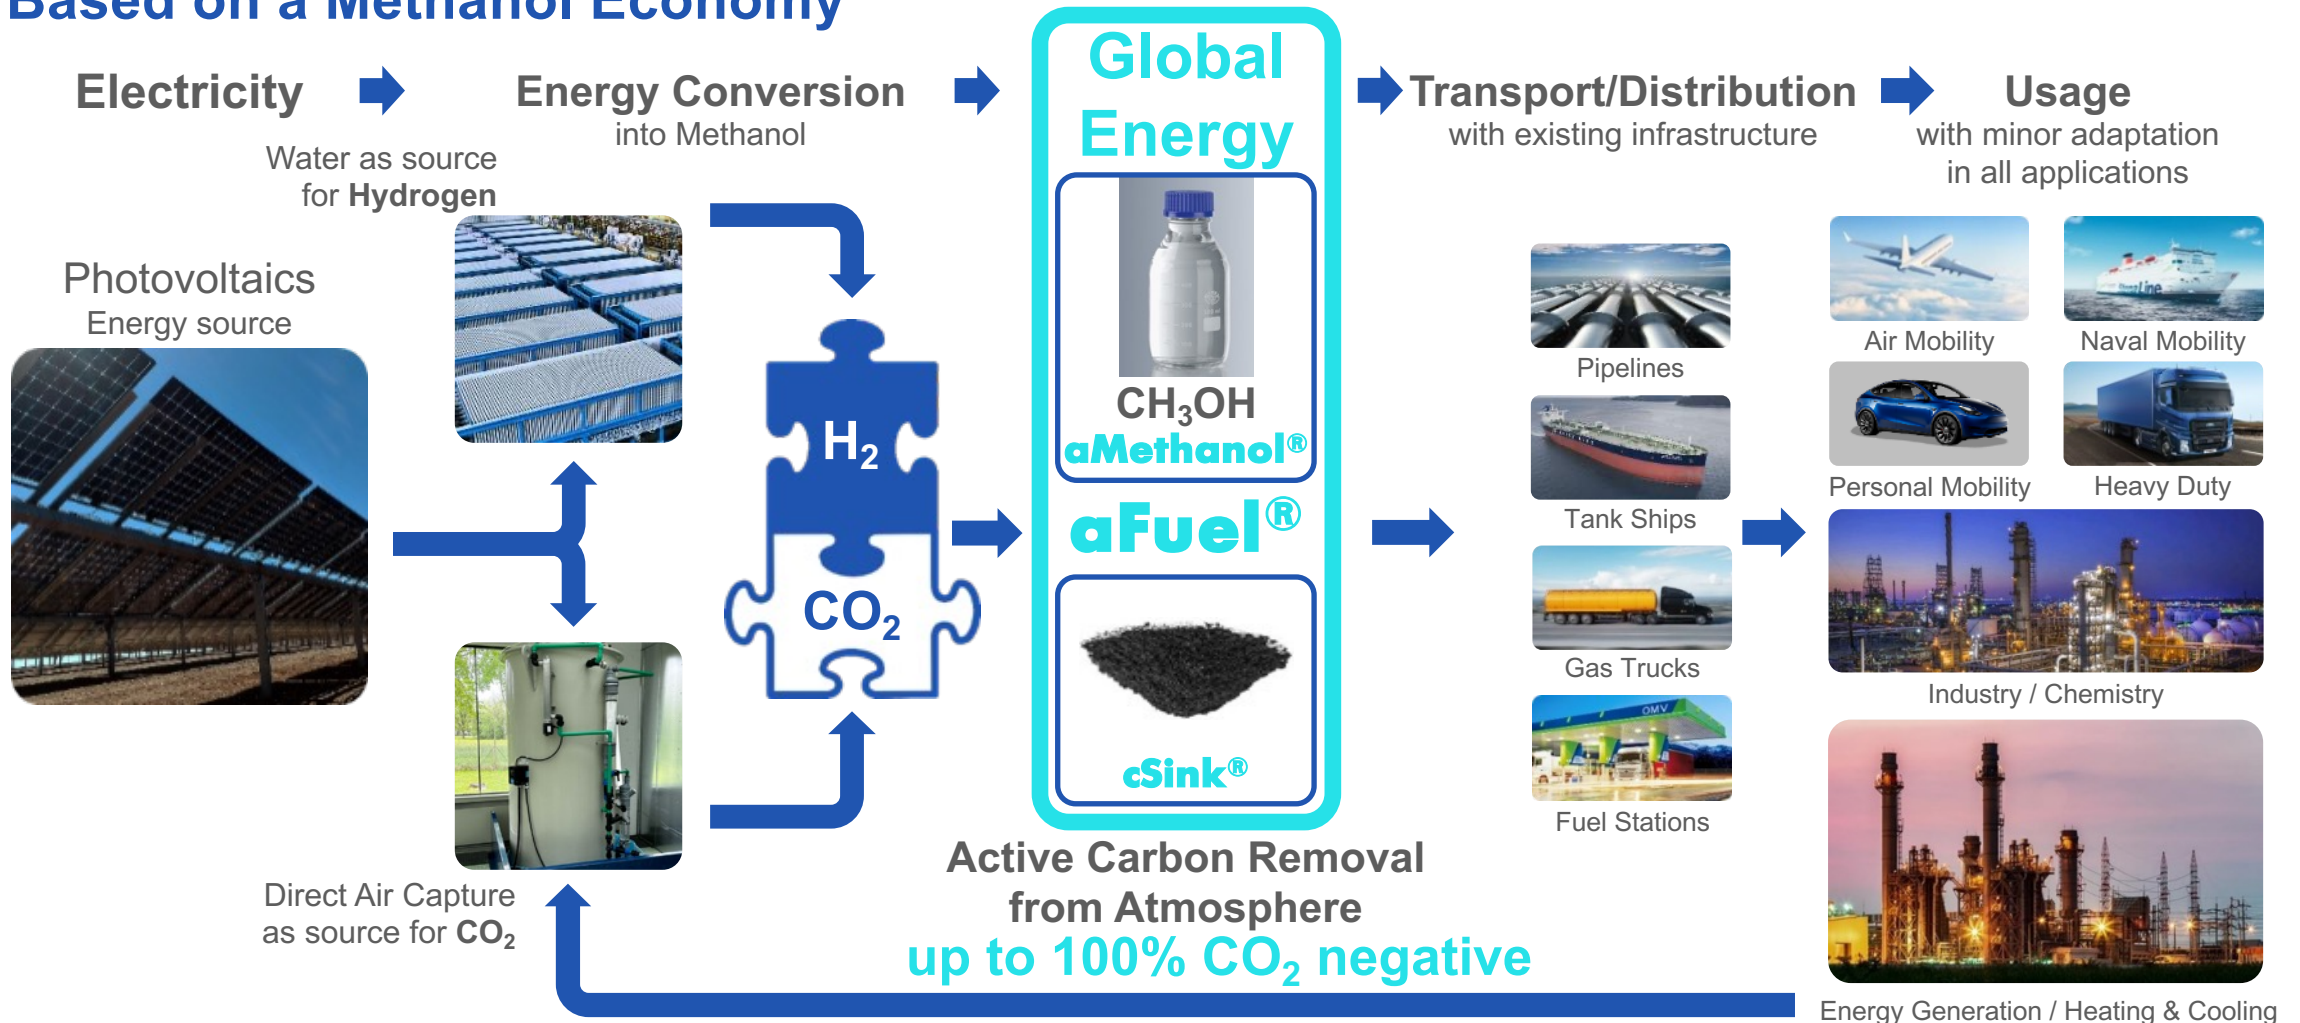 Based on a Methanol Economy
Electricity
Energy Conversion
into Methanol
Global
Energy
Transport/Distribution
with existing infrastructure
Usage
with minor adaptation
in all applications
Water as source
for Hydrogen
Photovoltaics
Energy source
H₂
CO₂
CH₃OH
aMethanol®
aFuel®
cSink®
Direct Air Capture
as source for CO₂
Active Carbon Removal
from Atmosphere
up to 100% CO₂ negative
Pipelines
Tank Ships
Gas Trucks
OMV
Fuel Stations
Air Mobility
Naval Mobility
Personal Mobility
Heavy Duty
Industry / Chemistry
Energy Generation / Heating & Cooling